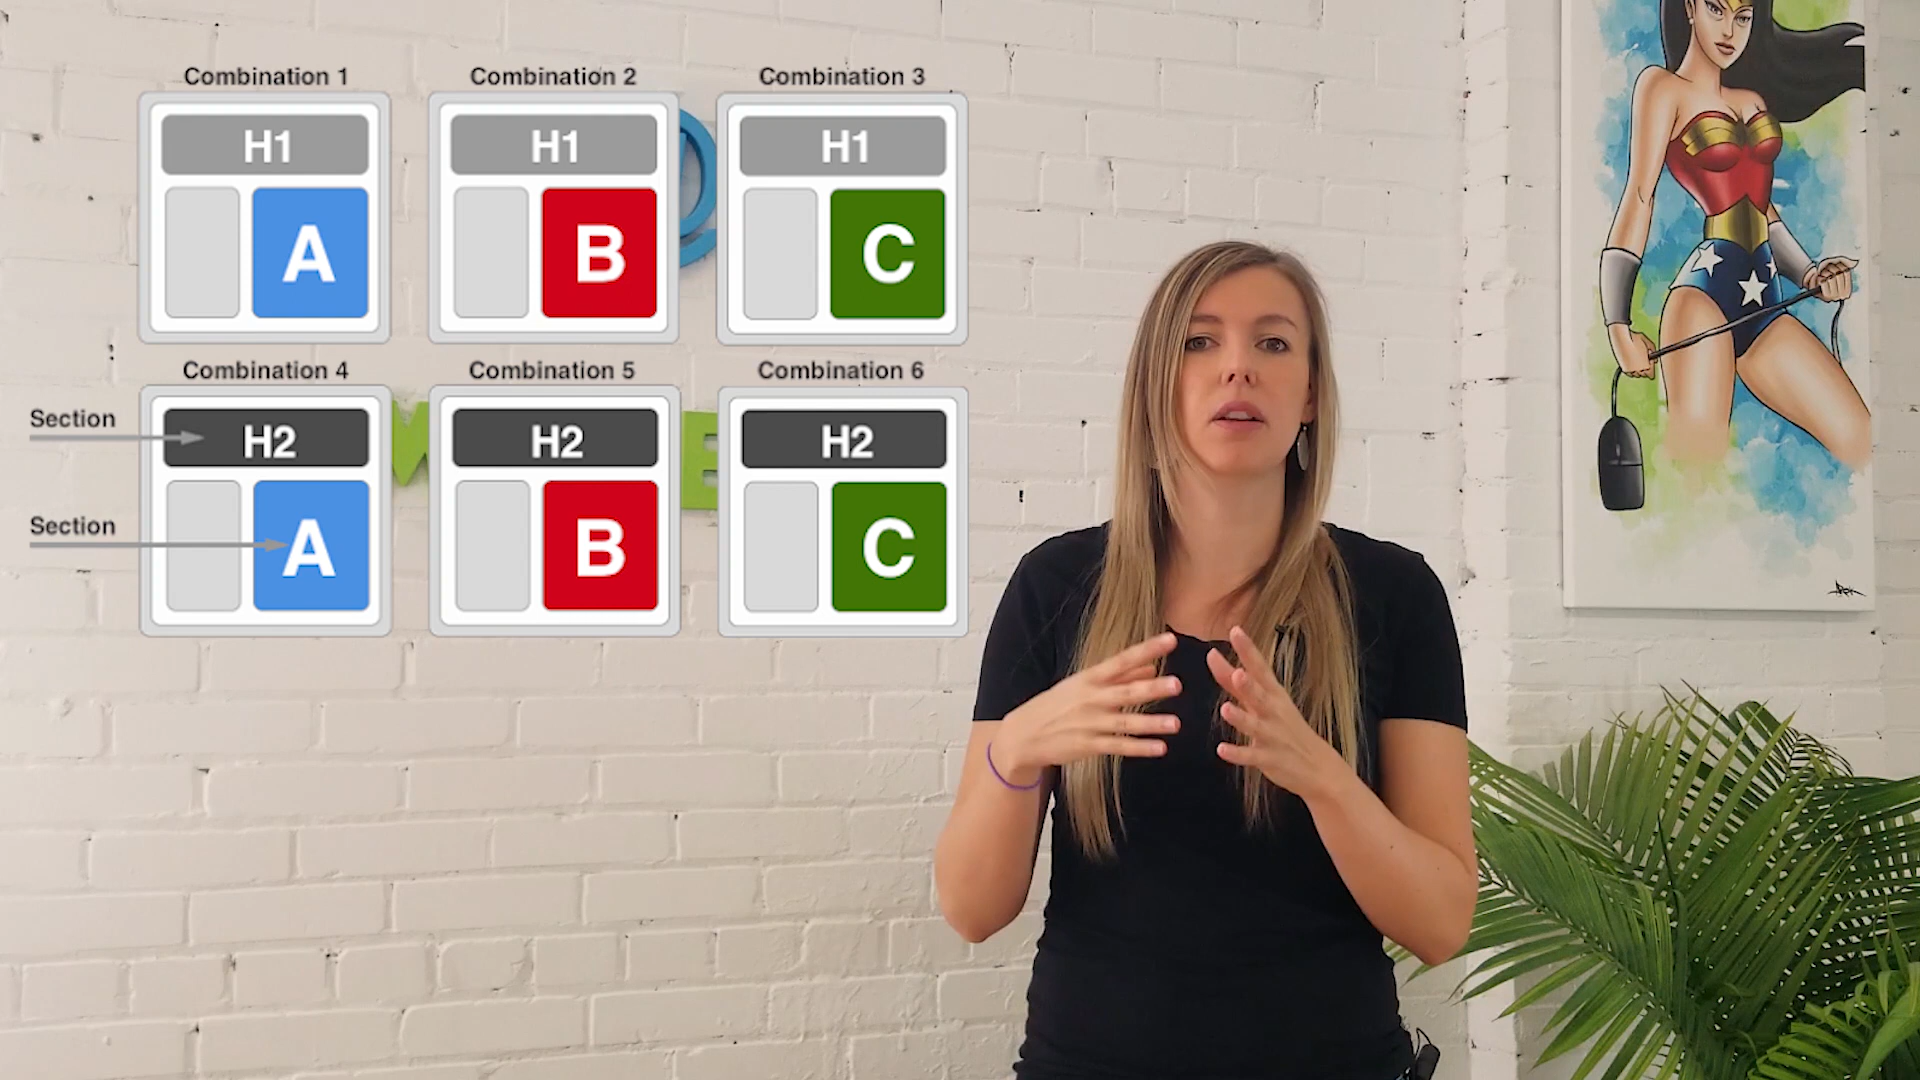 Combination 1 Combination 2 Combination 3
H1 H1 H1
A B C
Combination 4 Combination 5 Combination 6
Section
H2 H2 H2
Section
A B C